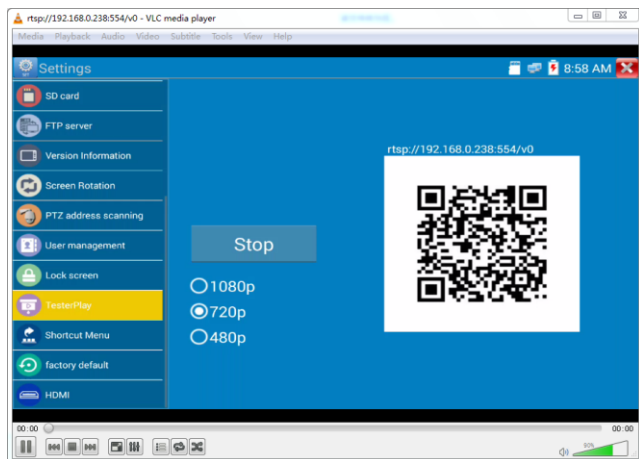 rtsp://192.168.0.238:554/v0 - VLC media player
Media Playback Audio Video Subtitle Tools View Help
Settings
8:58 AM
SD card
FTP server
Version Information
Screen Rotation
PTZ address scanning
User management
Lock screen
TesterPlay
Shortcut Menu
factory default
HDMI
Stop
1080p
720p
480p
rtsp://192.168.0.238:554/v0
00:00
00:00
90%